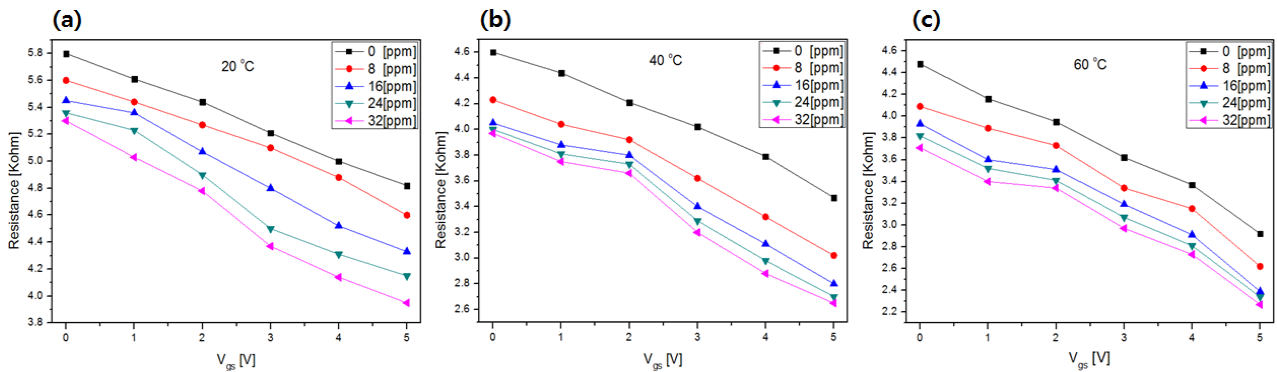 (a)
20 °C
0 [ppm]
8 [ppm]
16[ppm]
24[ppm]
32[ppm]
Resistance [Kohm]
5.8
5.6
5.4
5.2
5.0
4.8
4.6
4.4
4.2
4.0
3.8
0 1 2 3 4 5
Vgs [V]
(b)
40 °C
0 [ppm]
8 [ppm]
16[ppm]
24[ppm]
32[ppm]
Resistance [Kohm]
4.6
4.4
4.2
4.0
3.8
3.6
3.4
3.2
3.0
2.8
2.6
0 1 2 3 4 5
Vgs [V]
(c)
60 °C
0 [ppm]
8 [ppm]
16[ppm]
24[ppm]
32[ppm]
Resistance [Kohm]
4.6
4.4
4.2
4.0
3.8
3.6
3.4
3.2
3.0
2.8
2.6
2.4
2.2
0 1 2 3 4 5
Vgs [V]